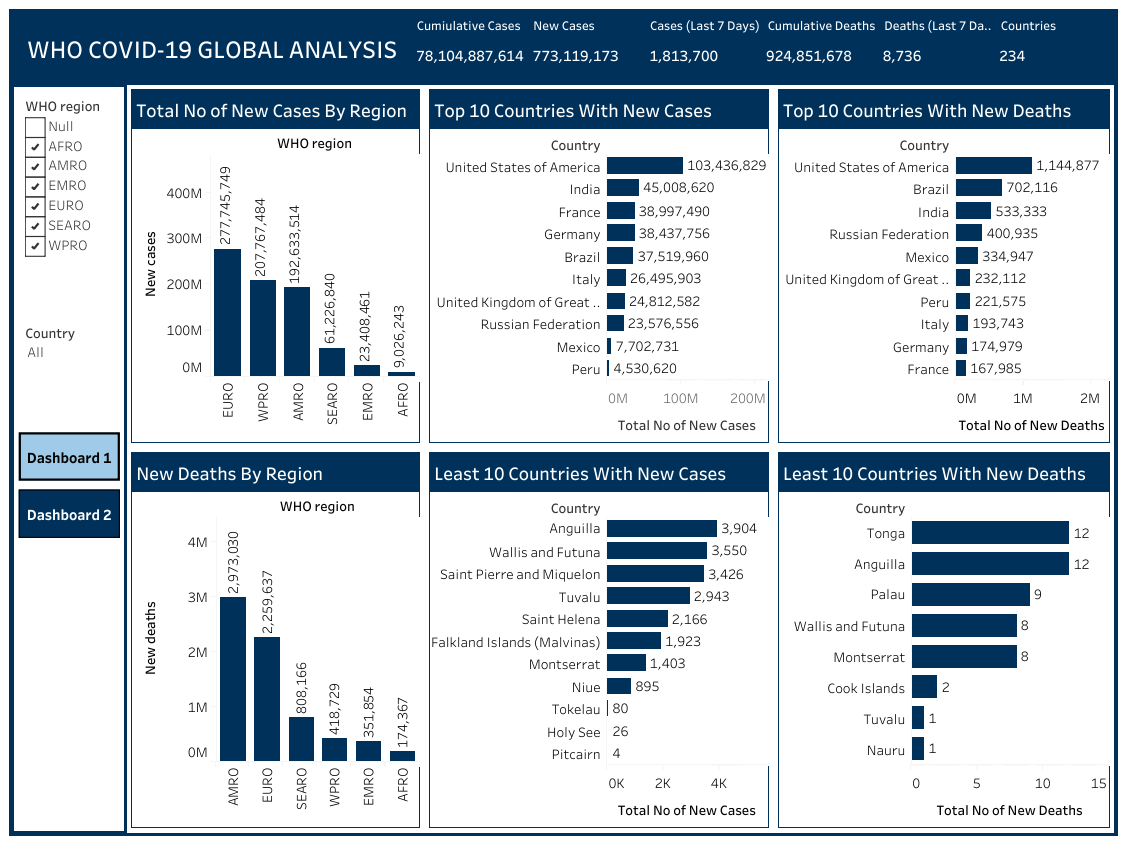 WHO COVID-19 GLOBAL ANALYSIS
Cumiulative Cases
78,104,887,614
New Cases
773,119,173
Cases (Last 7 Days)
1,813,700
Cumulative Deaths
924,851,678
Deaths (Last 7 Da..
8,736
Countries
234
WHO region
Null
AFRO
AMRO
EMRO
EURO
SEARO
WPRO
Country
All
Dashboard 1
Dashboard 2
Total No of New Cases By Region
WHO region
New cases
400M
300M
200M
100M
0M
277,745,749
207,767,484
192,633,514
61,226,840
23,408,461
9,026,243
EURO
WPRO
AMRO
SEARO
EMRO
AFRO
Top 10 Countries With New Cases
Country
United States of America 103,436,829
India 45,008,620
France 38,997,490
Germany 38,437,756
Brazil 37,519,960
Italy 26,495,903
United Kingdom of Great .. 24,812,582
Russian Federation 23,576,556
Mexico 7,702,731
Peru 4,530,620
0M 100M 200M
Total No of New Cases
Top 10 Countries With New Deaths
Country
United States of America 1,144,877
Brazil 702,116
India 533,333
Russian Federation 400,935
Mexico 334,947
United Kingdom of Great .. 232,112
Peru 221,575
Italy 193,743
Germany 174,979
France 167,985
0M 1M 2M
Total No of New Deaths
New Deaths By Region
WHO region
New deaths
4M
3M
2M
1M
0M
2,973,030
2,259,637
808,166
418,729
351,854
174,367
AMRO
EURO
SEARO
WPRO
EMRO
AFRO
Least 10 Countries With New Cases
Country
Anguilla 3,904
Wallis and Futuna 3,550
Saint Pierre and Miquelon 3,426
Tuvalu 2,943
Saint Helena 2,166
Falkland Islands (Malvinas) 1,923
Montserrat 1,403
Niue 895
Tokelau 80
Holy See 26
Pitcairn 4
0K 2K 4K
Total No of New Cases
Least 10 Countries With New Deaths
Country
Tonga 12
Anguilla 12
Palau 9
Wallis and Futuna 8
Montserrat 8
Cook Islands 2
Tuvalu 1
Nauru 1
0 5 10 15
Total No of New Deaths